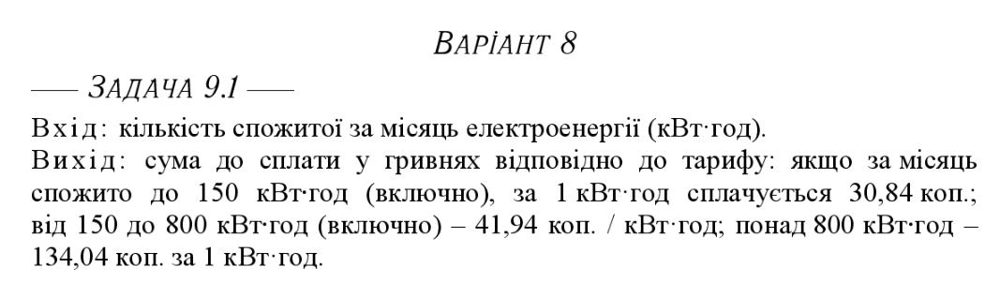 ВАРІАНТ 8
— ЗАДАЧА 9.1 —
Вхід: кількість спожитої за місяць електроенергії (кВт·год).
Вихід: сума до сплати у гривнях відповідно до тарифу: якщо за місяць
спожито до 150 кВт·год (включно), за 1 кВт·год сплачується 30,84 коп.;
від 150 до 800 кВт·год (включно) – 41,94 коп. / кВт·год; понад 800 кВт·год –
134,04 коп. за 1 кВт·год.